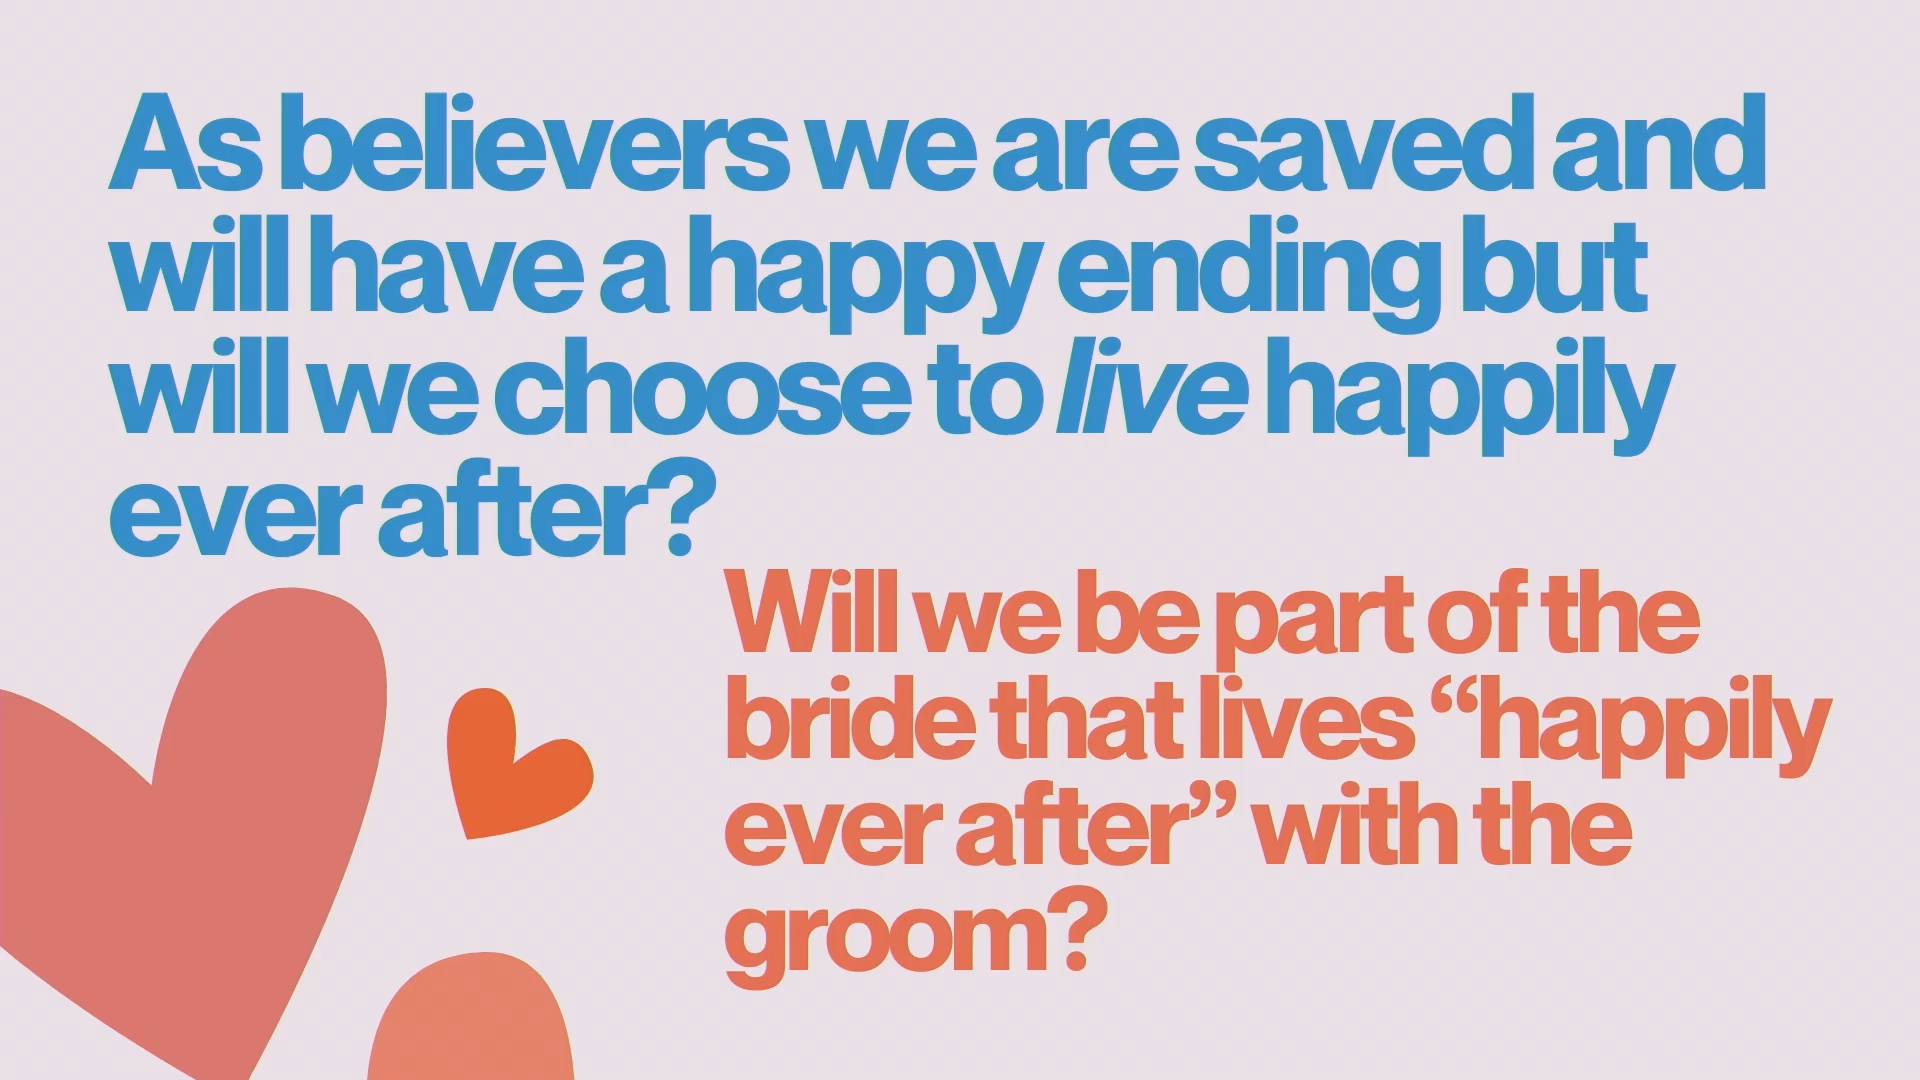 As believers we are saved and
will have a happy ending but
will we choose to live happily
ever after?
Will we be part of the
bride that lives “happily
ever after” with the
groom?